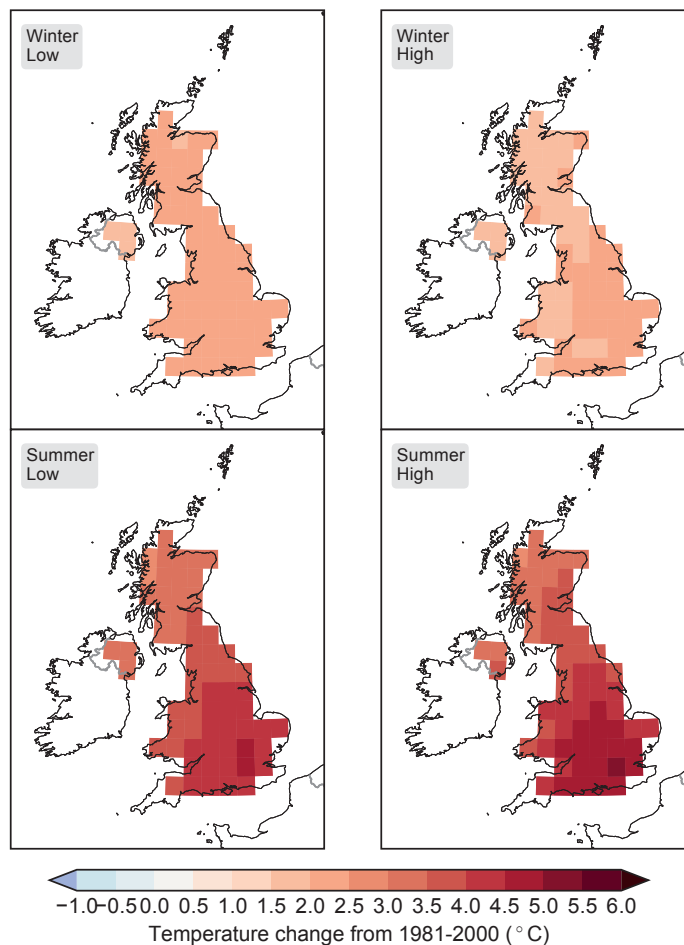 Winter
Low
Winter
High
Summer
Low
Summer
High
−1.0−0.5 0.0 0.5 1.0 1.5 2.0 2.5 3.0 3.5 4.0 4.5 5.0 5.5 6.0
Temperature change from 1981-2000 (°C)